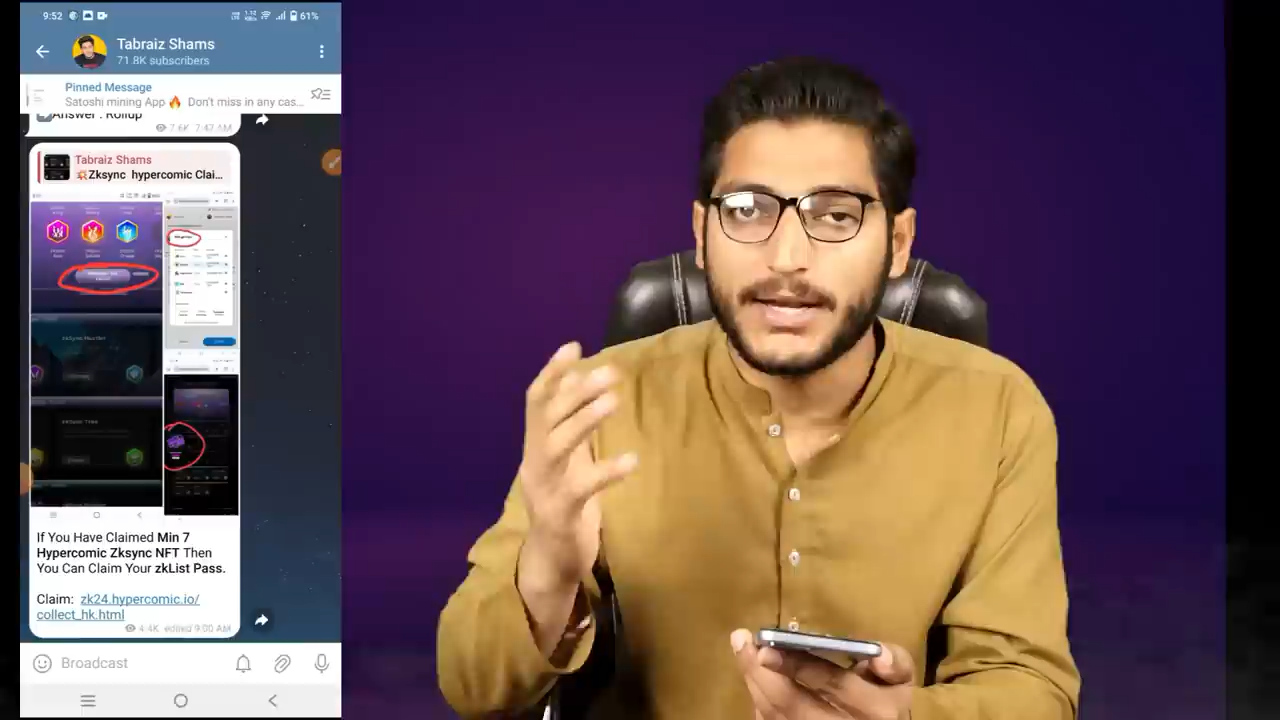 9:52
61%
Tabraiz Shams
71.8K subscribers
Pinned Message
Satoshi mining App 🔥 Don't miss in any cas...
Answer : Rollup
7.6K 7:47 AM
Tabraiz Shams
💥Zksync hypercomic Clai...
If You Have Claimed Min 7
Hypercomic Zksync NFT Then
You Can Claim Your zkList Pass.
Claim: zk24.hypercomic.io/
collect_hk.html
4.4K edited 9:00 AM
Broadcast